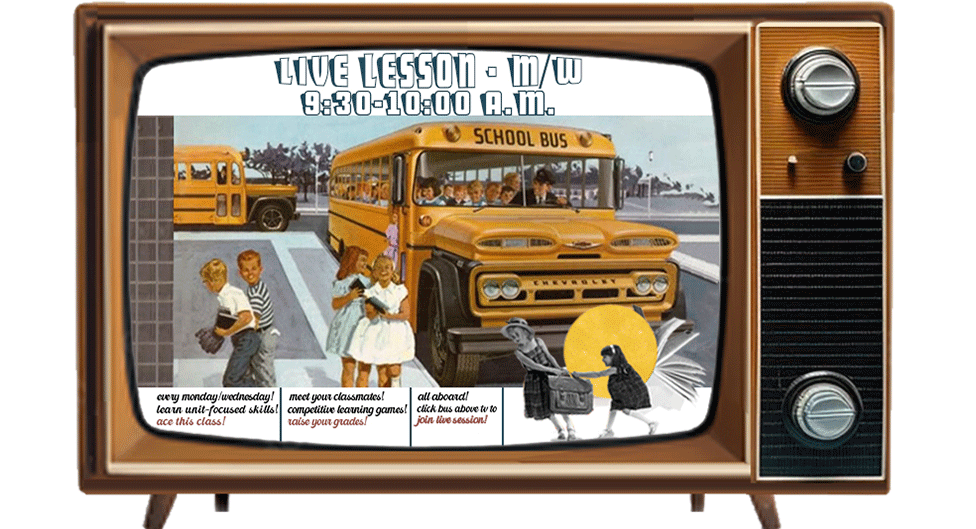 LIVE LESSON · M/W
9:30-10:00 A.M.
SCHOOL BUS
CHEVROLET
every monday/wednesday!
learn unit-focused skills!
ace this class!
meet your classmates!
competitive learning games!
raise your grades!
all aboard!
click bus above tv to
join live session!